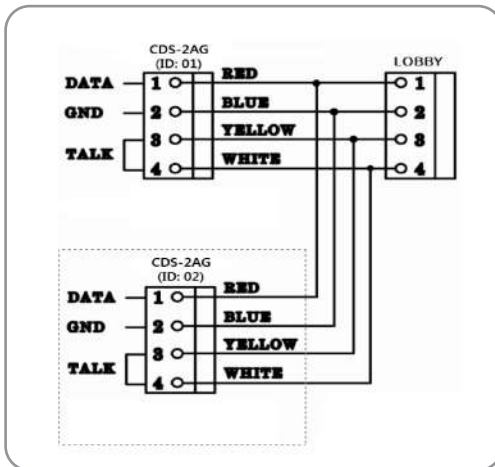 CDS-2AG
(ID: 01)
LOBBY
DATA 1 RED 1
GND 2 BLUE 2
TALK 3 YELLOW 3
4 WHITE 4
CDS-2AG
(ID: 02)
DATA 1 RED
GND 2 BLUE
TALK 3 YELLOW
4 WHITE